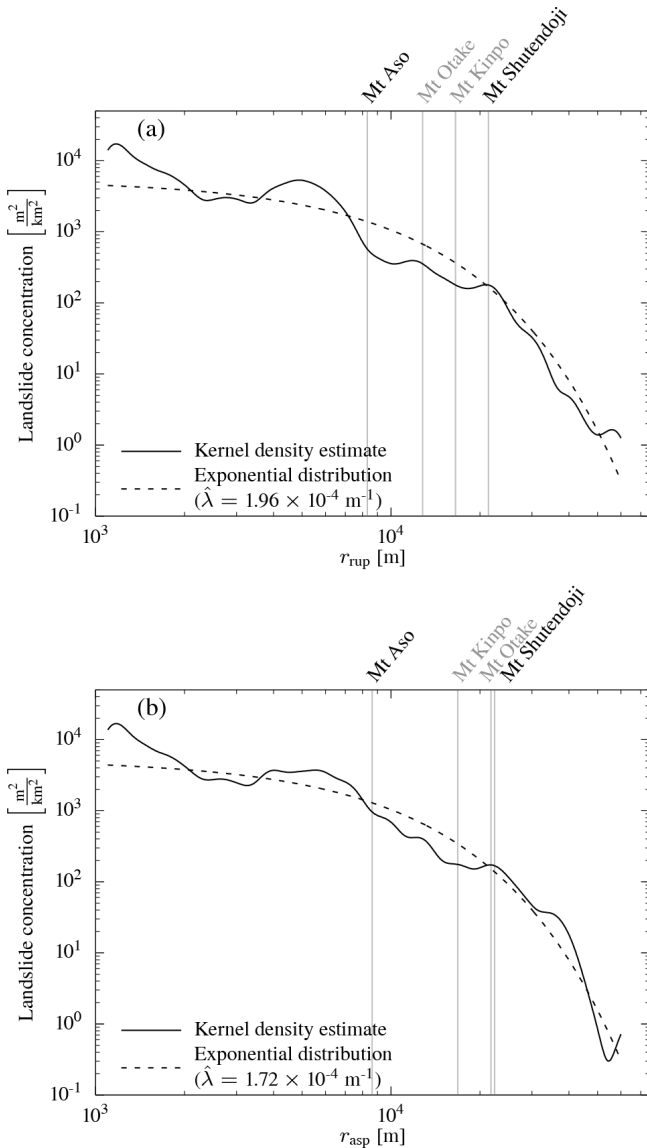 Mt Aso
Mt Otake
Mt Kinpo
Mt Shutendoji
(a)
10⁴
10³
10²
10¹
10⁰
10⁻¹
Landslide concentration [m²/km²]
Kernel density estimate
Exponential distribution
(λ̂ = 1.96 × 10⁻⁴ m⁻¹)
10³
10⁴
r_rup [m]
Mt Aso
Mt Kinpo
Mt Otake
Mt Shutendoji
(b)
10⁴
10³
10²
10¹
10⁰
10⁻¹
Landslide concentration [m²/km²]
Kernel density estimate
Exponential distribution
(λ̂ = 1.72 × 10⁻⁴ m⁻¹)
10³
10⁴
r_asp [m]